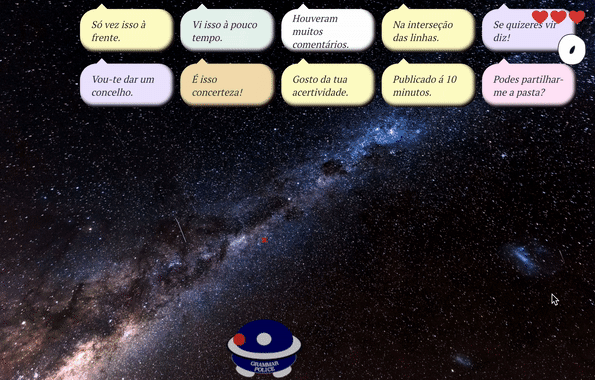 Só vez isso à
frente.
Vi isso à pouco
tempo.
Houveram
muitos
comentários.
Na interseção
das linhas.
Se quizeres vir
diz!
0
Vou-te dar um
concelho.
É isso
concerteza!
Gosto da tua
acertividade.
Publicado á 10
minutos.
Podes partilhar-
me a pasta?
GRAMMAR
POLICE